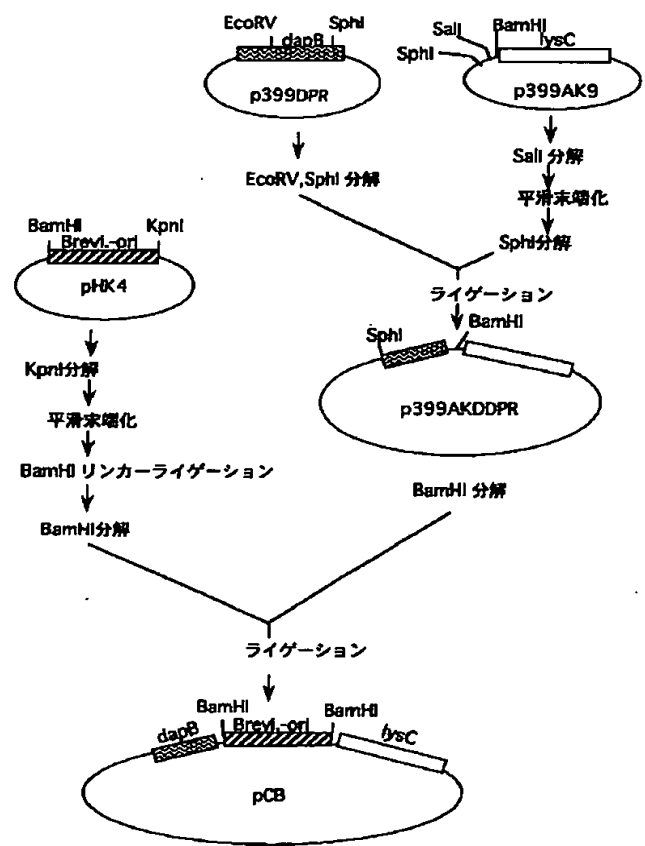 EcoRV SphI
dapB
p399DPR
SalI BamHI
lysC
SphI
p399AK9
EcoRV,SphI 分解
SalI 分解
平滑末端化
SphI分解
ライゲーション
BamHI KpnI
Brevi.-ori
pHK4
KpnI分解
平滑末端化
BamHI リンカーライゲーション
BamHI分解
SphI BamHI
p399AKDDPR
BamHI 分解
ライゲーション
BamHI BamHI
dapB Brevi.-ori lysC
pCB